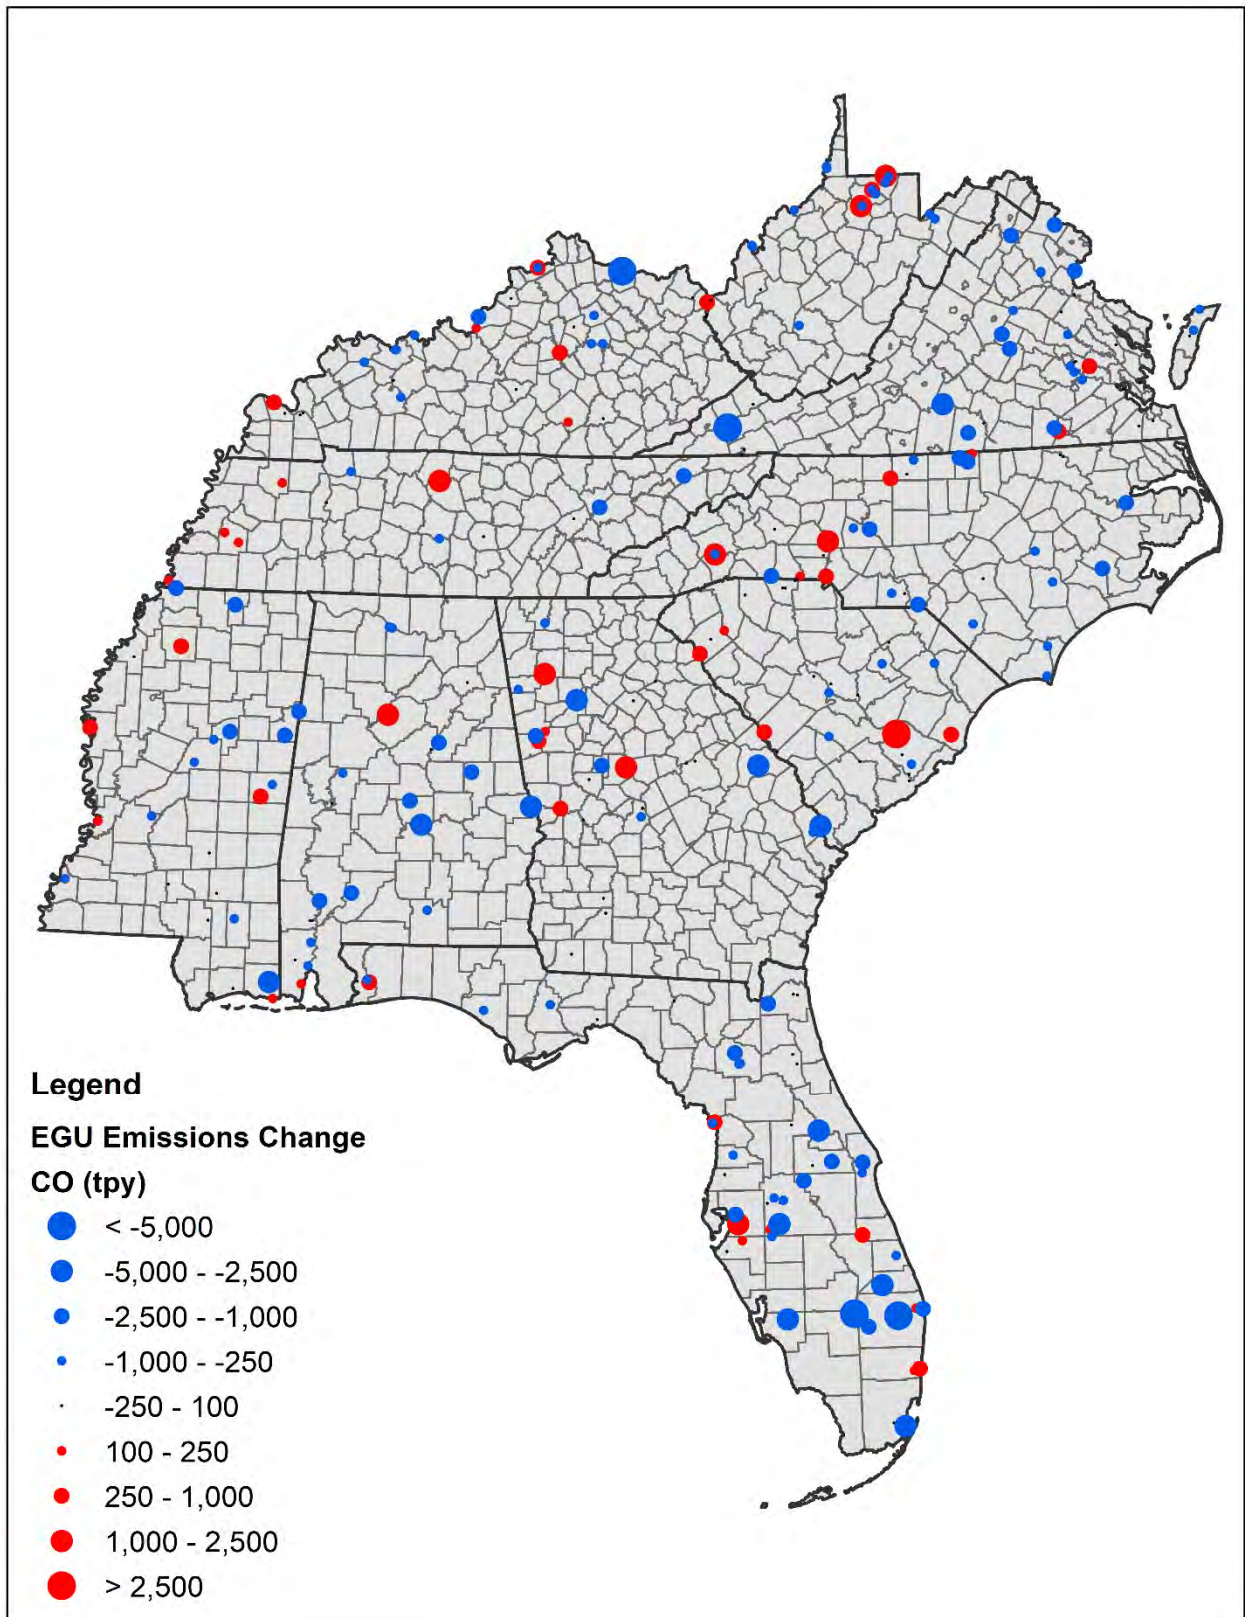 Legend
EGU Emissions Change
CO (tpy)
< -5,000
-5,000 - -2,500
-2,500 - -1,000
-1,000 - -250
-250 - 100
100 - 250
250 - 1,000
1,000 - 2,500
> 2,500